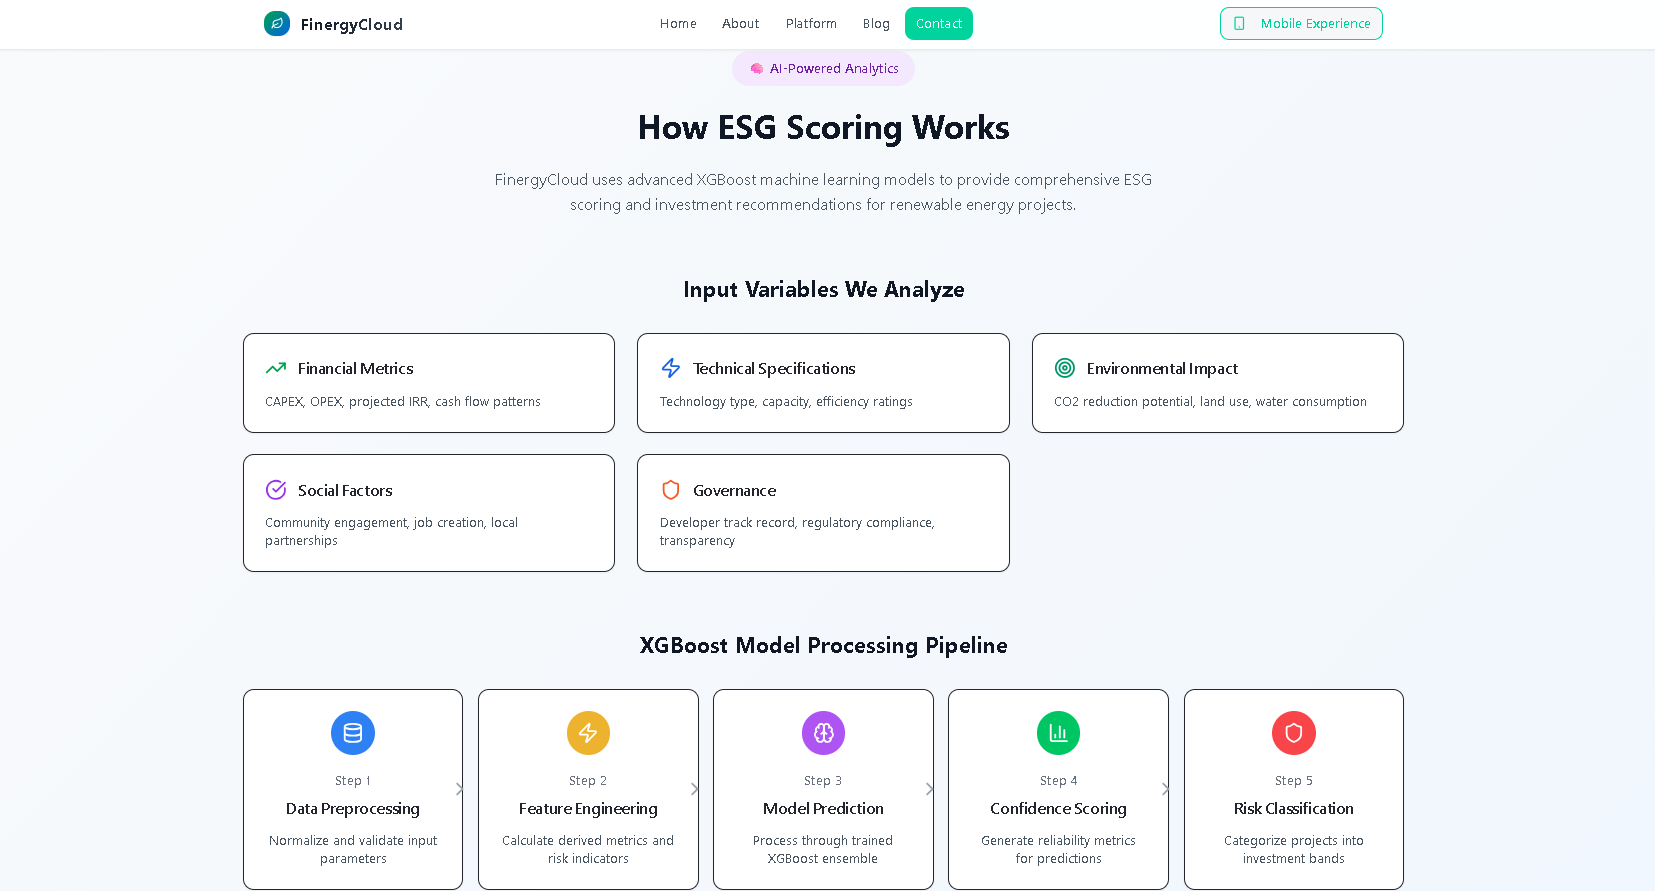 FinergyCloud
Home
About
Platform
Blog
Contact
Mobile Experience
AI-Powered Analytics
How ESG Scoring Works
FinergyCloud uses advanced XGBoost machine learning models to provide comprehensive ESG
scoring and investment recommendations for renewable energy projects.
Input Variables We Analyze
Financial Metrics
CAPEX, OPEX, projected IRR, cash flow patterns
Technical Specifications
Technology type, capacity, efficiency ratings
Environmental Impact
CO2 reduction potential, land use, water consumption
Social Factors
Community engagement, job creation, local
partnerships
Governance
Developer track record, regulatory compliance,
transparency
XGBoost Model Processing Pipeline
Step 1
Data Preprocessing
Normalize and validate input
parameters
Step 2
Feature Engineering
Calculate derived metrics and
risk indicators
Step 3
Model Prediction
Process through trained
XGBoost ensemble
Step 4
Confidence Scoring
Generate reliability metrics
for predictions
Step 5
Risk Classification
Categorize projects into
investment bands